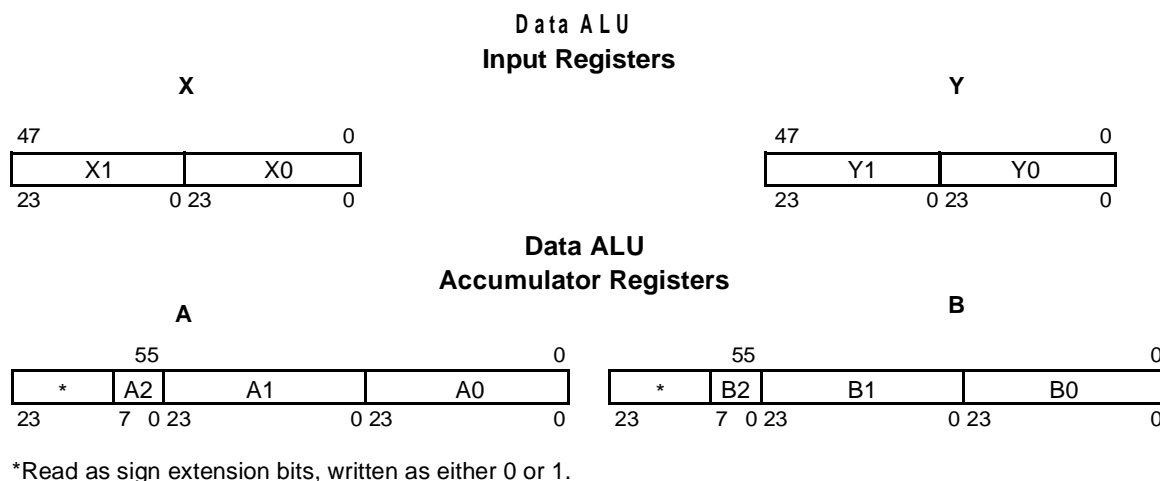 Data ALU
Input Registers
X Y
47 0 47 0
X1 X0 Y1 Y0
23 0 23 0 23 0 23 0
Data ALU
Accumulator Registers
A B
55 0 55 0
* A2 A1 A0 * B2 B1 B0
23 7 0 23 0 23 0 23 7 0 23 0 23 0
*Read as sign extension bits, written as either 0 or 1.